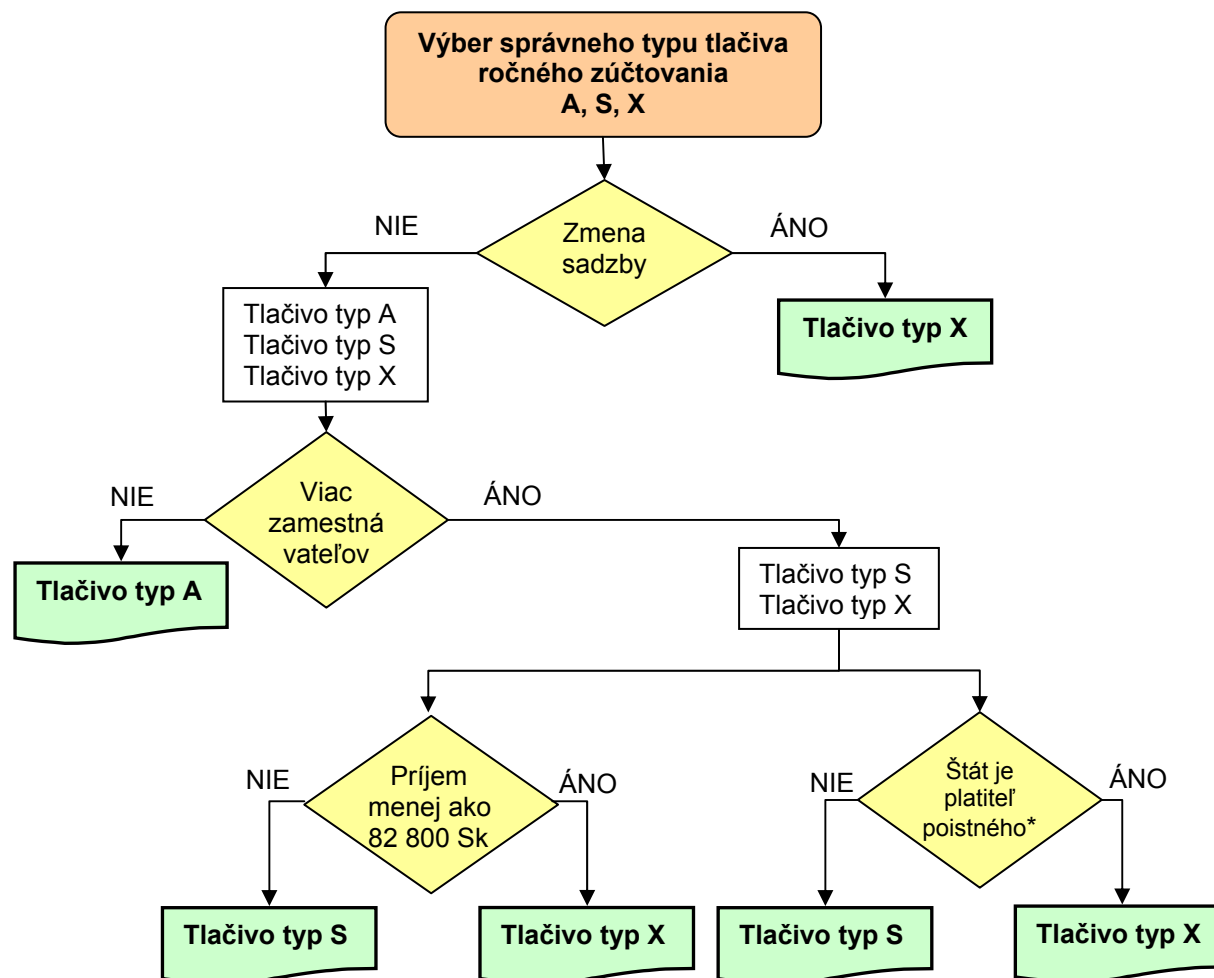 Výber správneho typu tlačiva
ročného zúčtovania
A, S, X
NIE
Zmena
sadzby
ÁNO
Tlačivo typ A
Tlačivo typ S
Tlačivo typ X
Tlačivo typ X
NIE
Viac
zamestná
vateľov
ÁNO
Tlačivo typ A
Tlačivo typ S
Tlačivo typ X
NIE
Príjem
menej ako
82 800 Sk
ÁNO
NIE
Štát je
platiteľ
poistného*
ÁNO
Tlačivo typ S
Tlačivo typ X
Tlačivo typ S
Tlačivo typ X